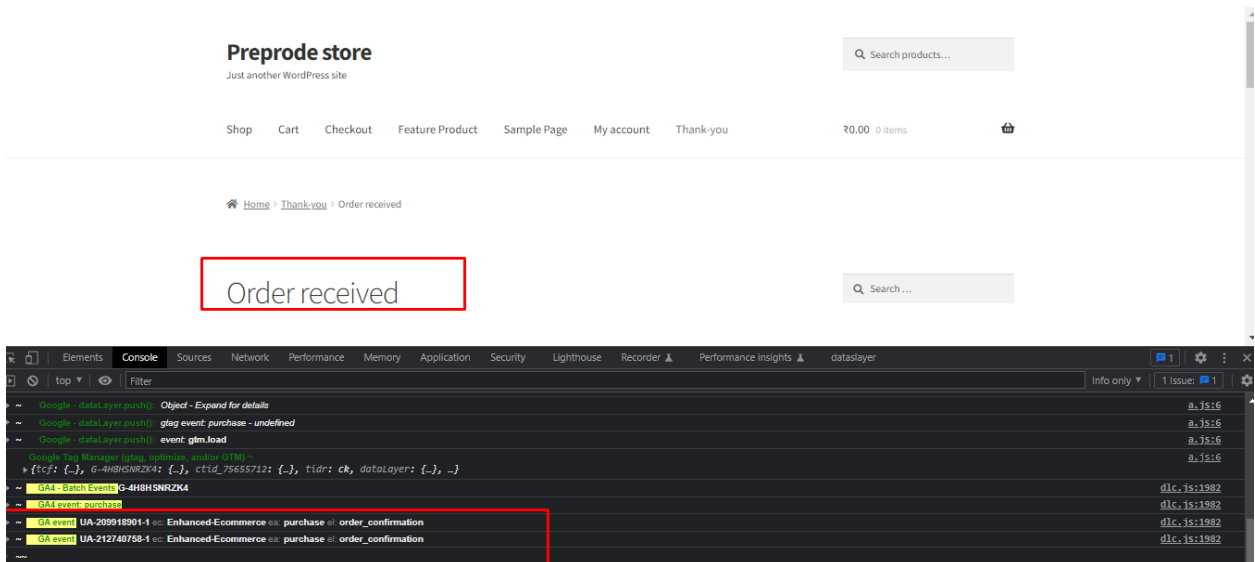 Preprode store
Just another WordPress site
Search products...
Shop Cart Checkout Feature Product Sample Page My account Thank-you ₹0.00 0 items
Home > Thank-you > Order received
Order received
Search ...
Elements Console Sources Network Performance Memory Application Security Lighthouse Recorder Performance insights dataslayer 1
top Filter Info only 1 Issue: 1
~ Google - dataLayer.push(): Object - Expand for details a.js:6
~ Google - dataLayer.push(): gtag event: purchase - undefined a.js:6
~ Google - dataLayer.push(): event: gtm.load a.js:6
Google Tag Manager (gtag, optimize, and/or GTM) ~ a.js:6
{tcf: {…}, G-4H8HSNRZK4: {…}, ctid_75655712: {…}, tidr: ck, dataLayer: {…}, …}
~ GA4 - Batch Events G-4H8HSNRZK4 dlc.js:1982
~ GA4 event: purchase dlc.js:1982
~ GA event UA-209918901-1 ec: Enhanced-Ecommerce ea: purchase el: order_confirmation dlc.js:1982
~ GA event UA-212740758-1 ec: Enhanced-Ecommerce ea: purchase el: order_confirmation dlc.js:1982
~~